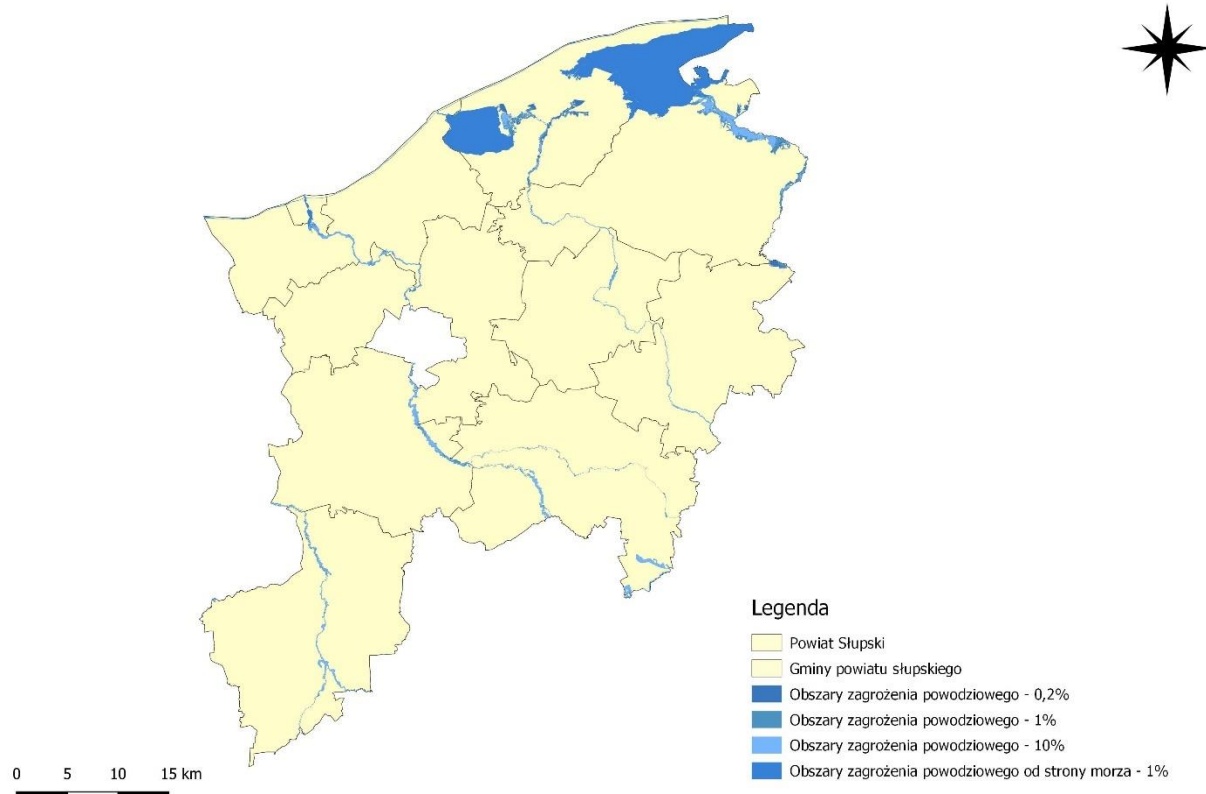 Legenda
Powiat Słupski
Gminy powiatu słupskiego
Obszary zagrożenia powodziowego - 0,2%
Obszary zagrożenia powodziowego - 1%
Obszary zagrożenia powodziowego - 10%
Obszary zagrożenia powodziowego od strony morza - 1%
0 5 10 15 km